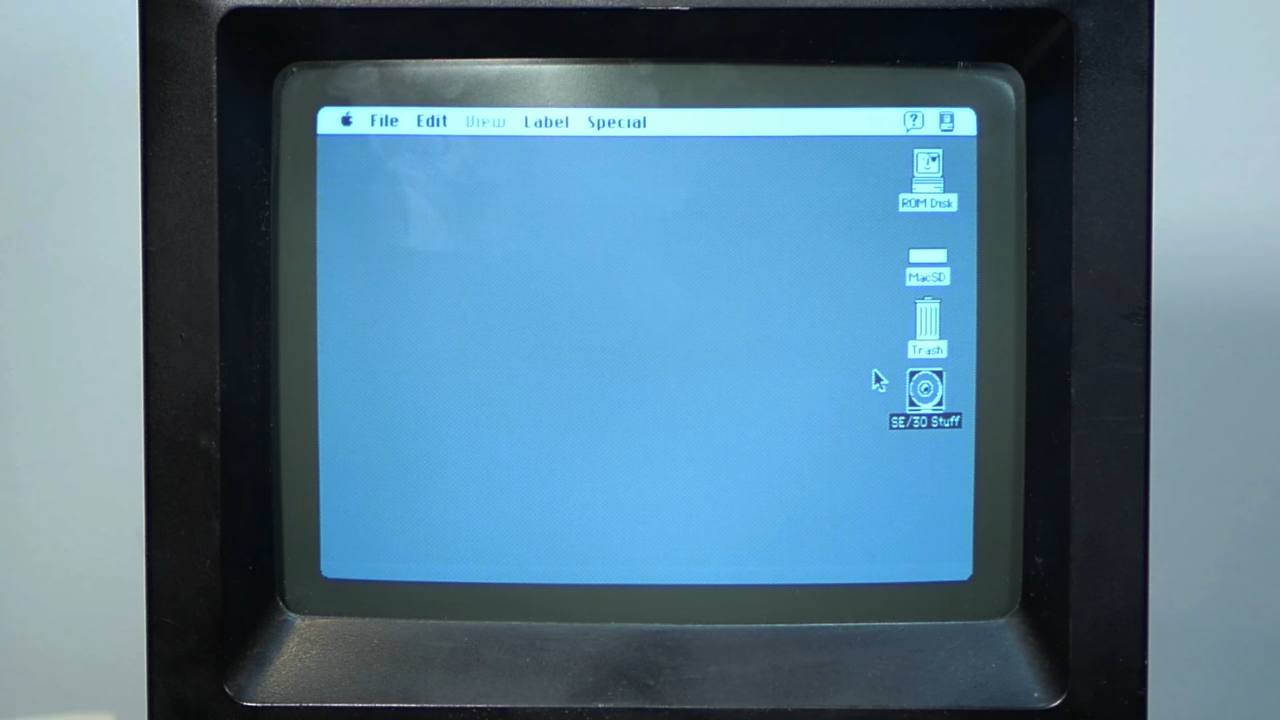 File Edit View Label Special ?
ROM Disk
MacSD
Trash
SE/30 Stuff